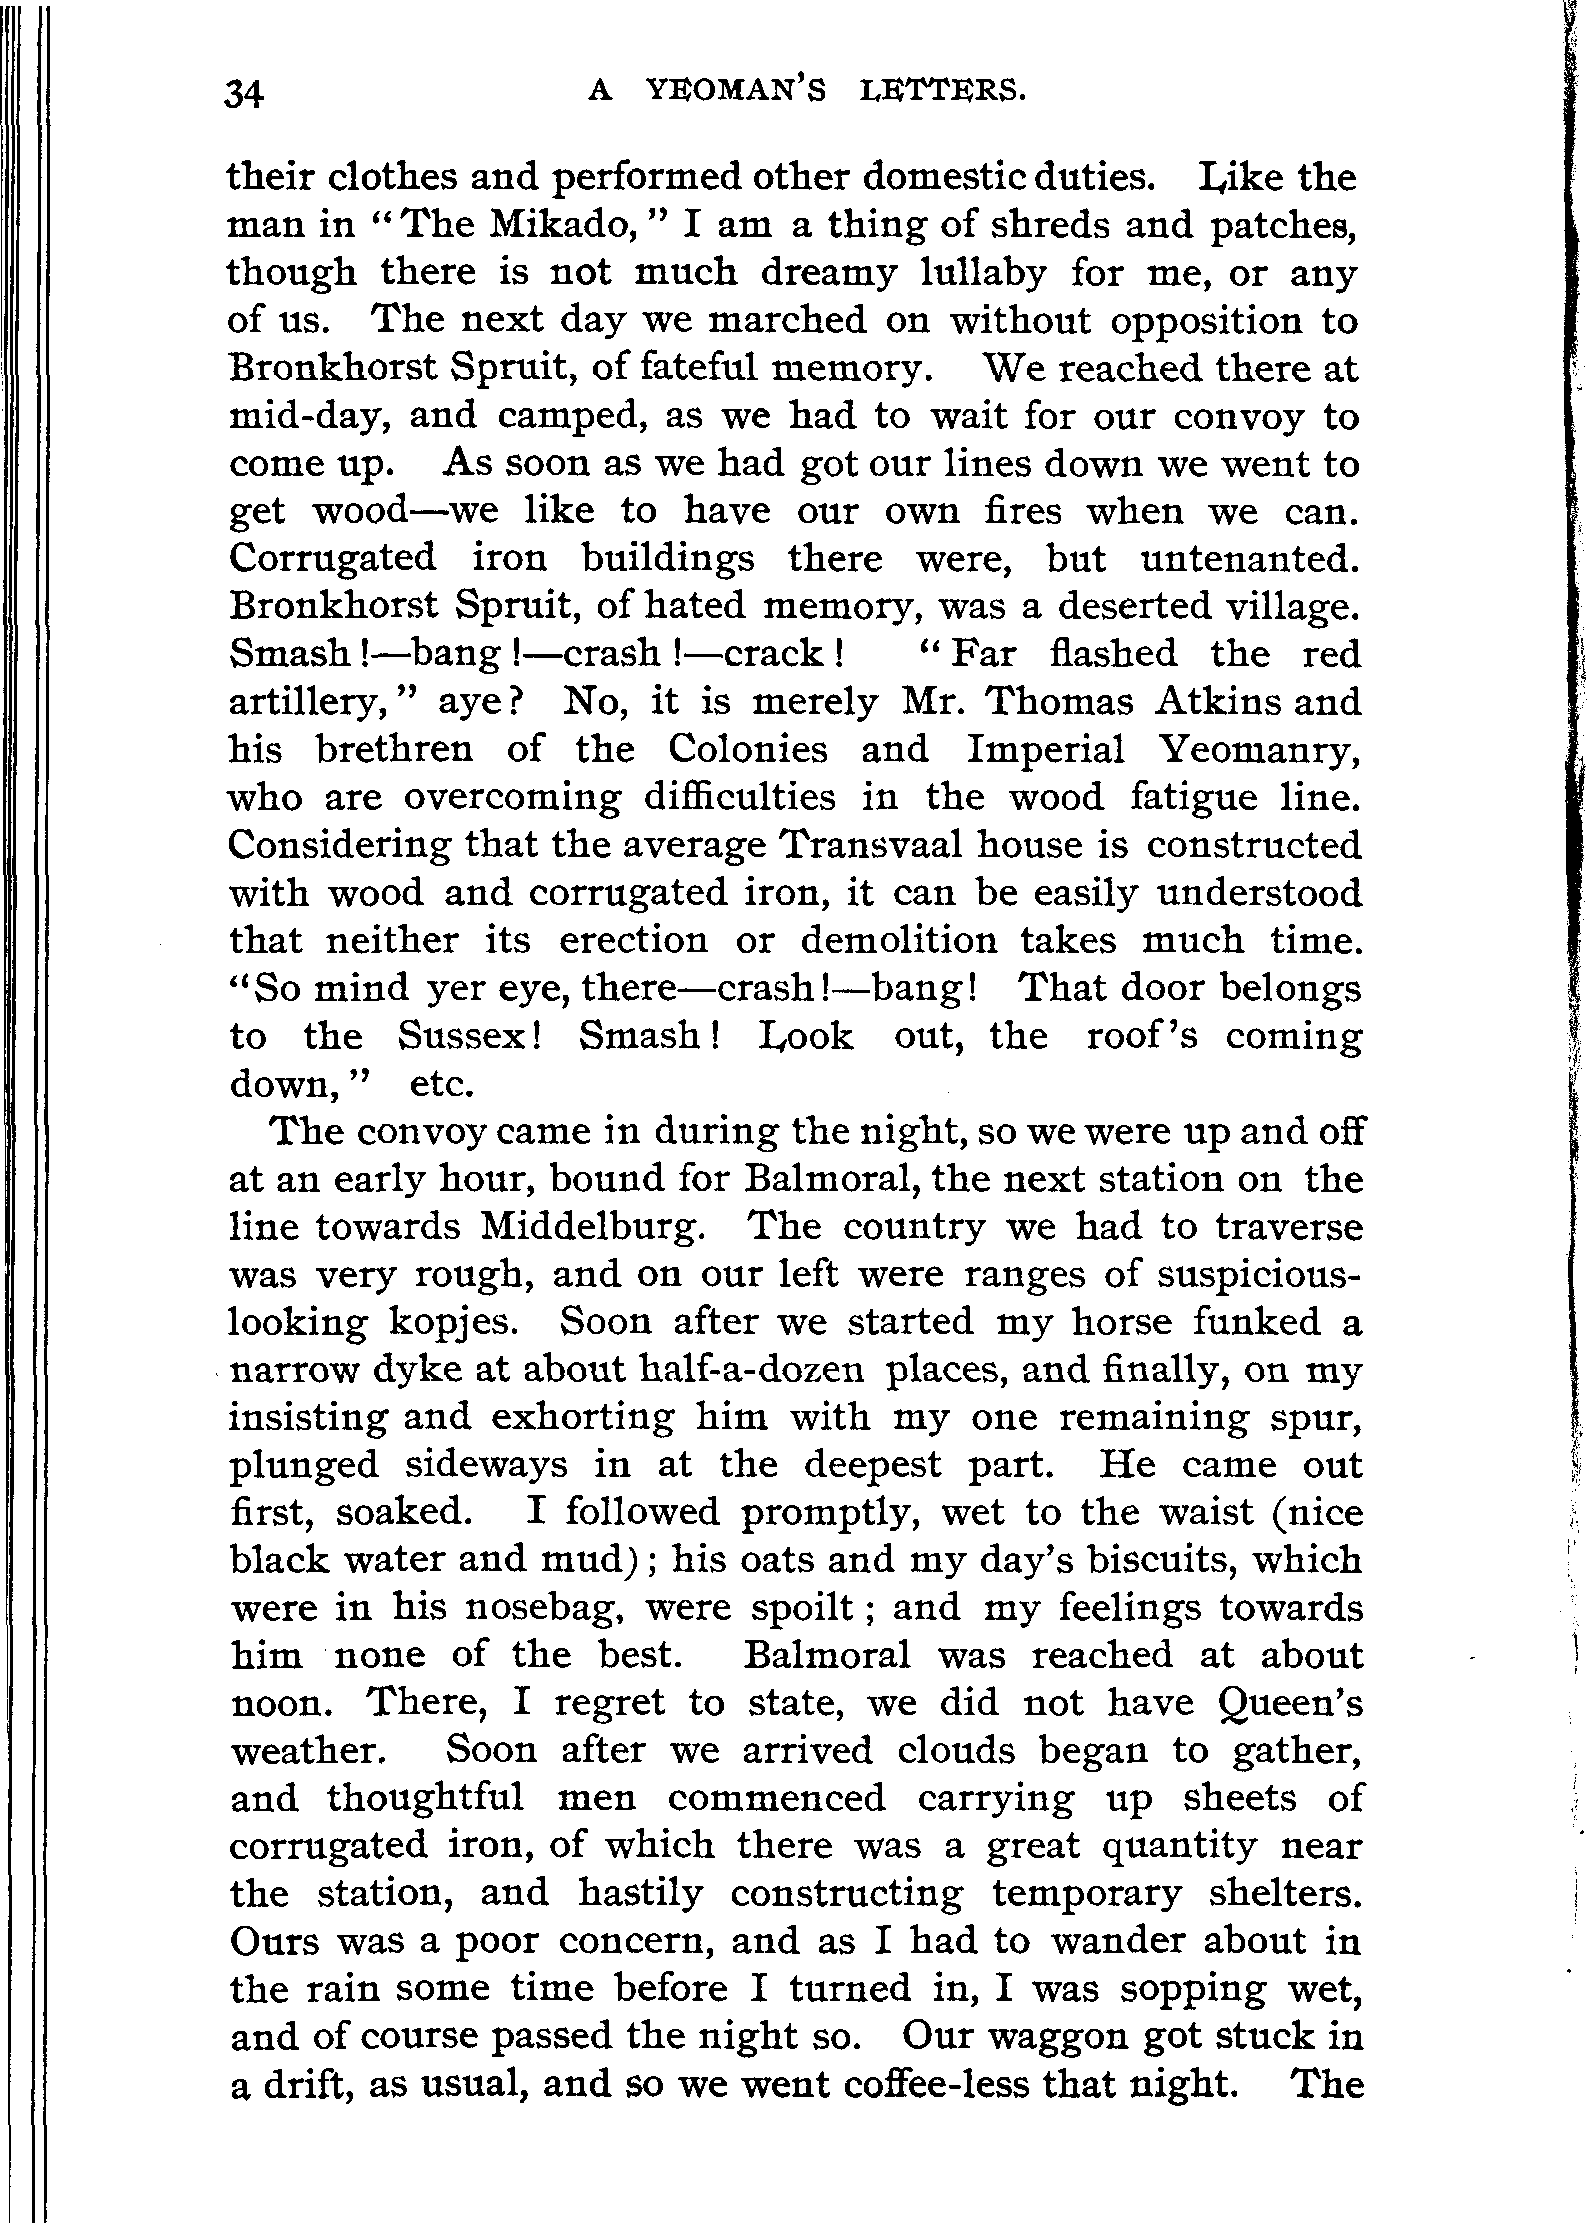 34 A YEOMAN'S LETTERS.
their clothes and performed other domestic duties. Like the
man in "The Mikado," I am a thing of shreds and patches,
though there is not much dreamy lullaby for me, or any
of us. The next day we marched on without opposition to
Bronkhorst Spruit, of fateful memory. We reached there at
mid-day, and camped, as we had to wait for our convoy to
come up. As soon as we had got our lines down we went to
get wood—we like to have our own fires when we can.
Corrugated iron buildings there were, but untenanted.
Bronkhorst Spruit, of hated memory, was a deserted village.
Smash!—bang!—crash!—crack! "Far flashed the red
artillery," aye? No, it is merely Mr. Thomas Atkins and
his brethren of the Colonies and Imperial Yeomanry,
who are overcoming difficulties in the wood fatigue line.
Considering that the average Transvaal house is constructed
with wood and corrugated iron, it can be easily understood
that neither its erection or demolition takes much time.
"So mind yer eye, there—crash!—bang! That door belongs
to the Sussex! Smash! Look out, the roof's coming
down," etc.
The convoy came in during the night, so we were up and off
at an early hour, bound for Balmoral, the next station on the
line towards Middelburg. The country we had to traverse
was very rough, and on our left were ranges of suspicious-
looking kopjes. Soon after we started my horse funked a
narrow dyke at about half-a-dozen places, and finally, on my
insisting and exhorting him with my one remaining spur,
plunged sideways in at the deepest part. He came out
first, soaked. I followed promptly, wet to the waist (nice
black water and mud); his oats and my day's biscuits, which
were in his nosebag, were spoilt; and my feelings towards
him none of the best. Balmoral was reached at about
noon. There, I regret to state, we did not have Queen's
weather. Soon after we arrived clouds began to gather,
and thoughtful men commenced carrying up sheets of
corrugated iron, of which there was a great quantity near
the station, and hastily constructing temporary shelters.
Ours was a poor concern, and as I had to wander about in
the rain some time before I turned in, I was sopping wet,
and of course passed the night so. Our waggon got stuck in
a drift, as usual, and so we went coffee-less that night. The